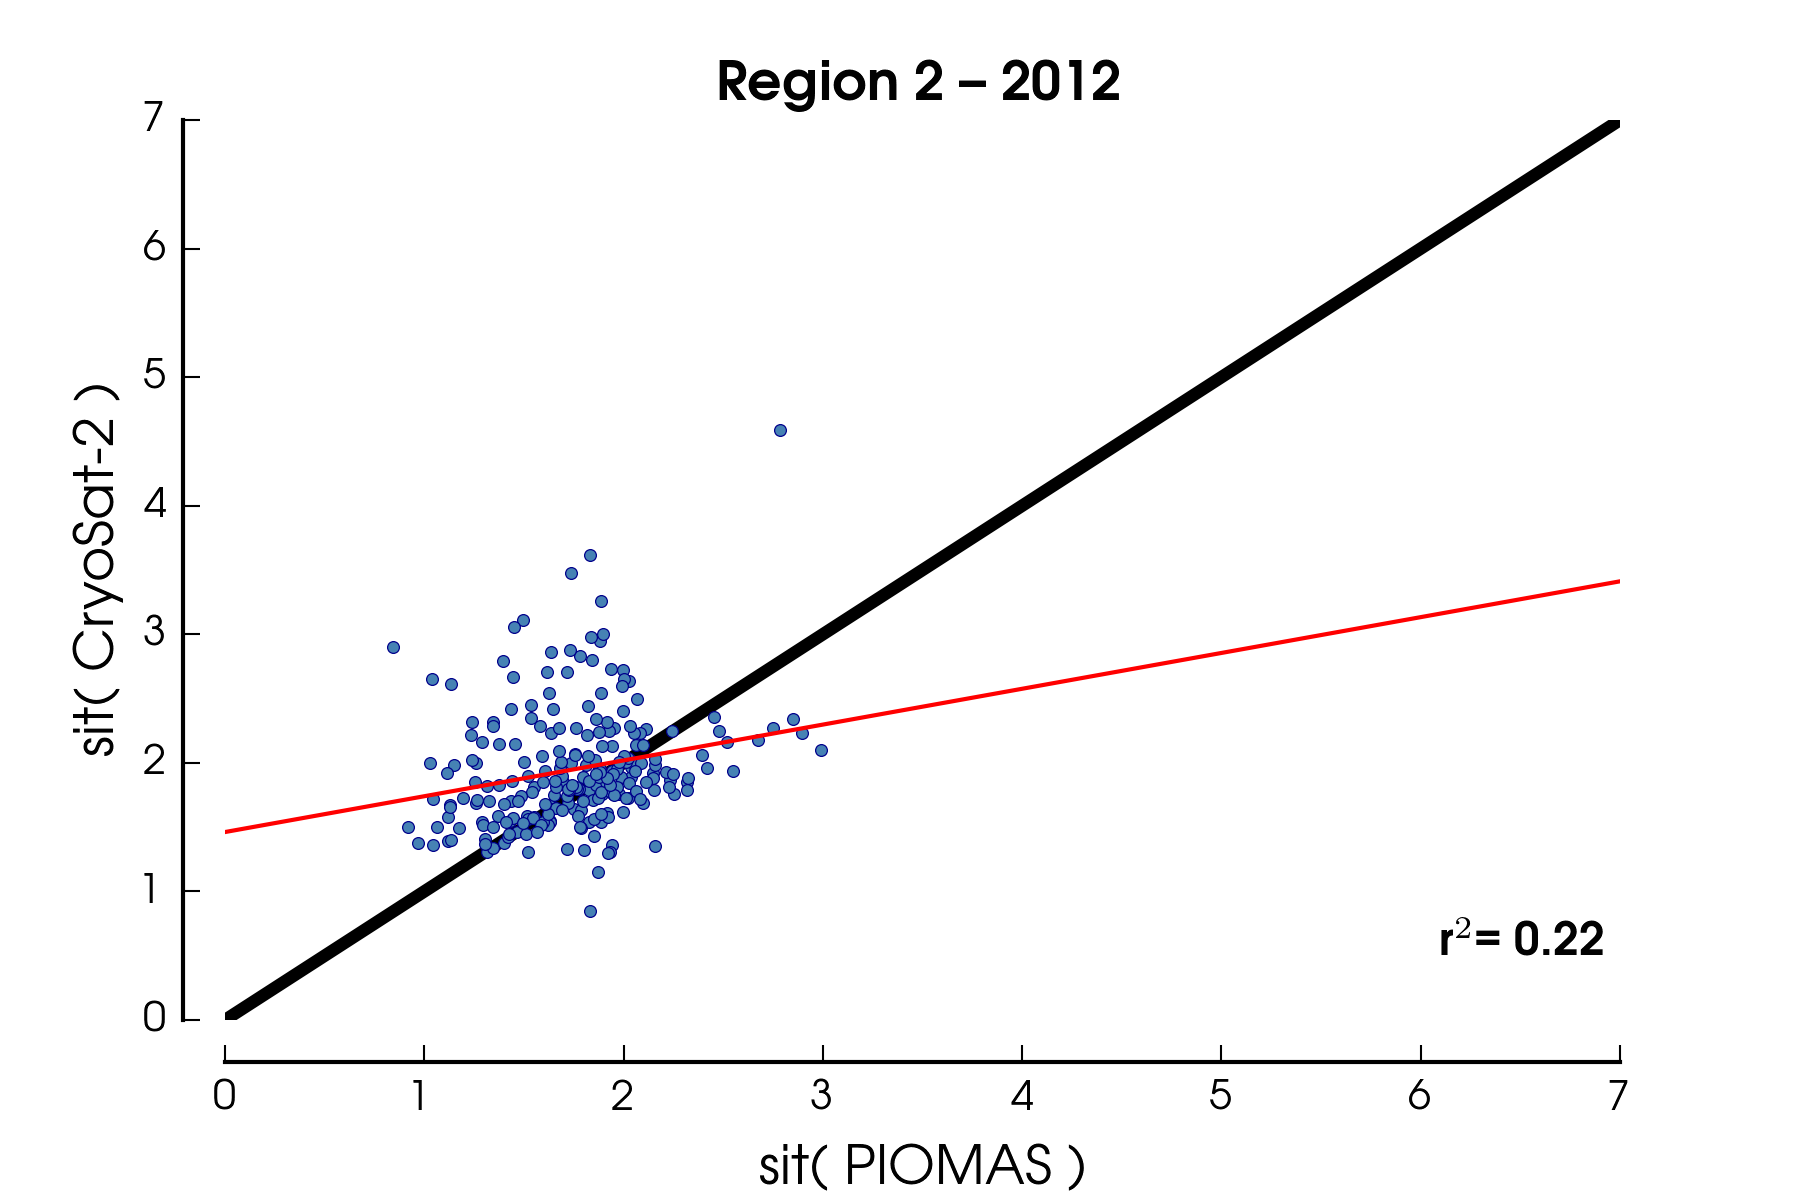 Region 2 – 2012
7
6
5
4
3
2
1
0
sit( CryoSat-2 )
r²= 0.22
0 1 2 3 4 5 6 7
sit( PIOMAS )